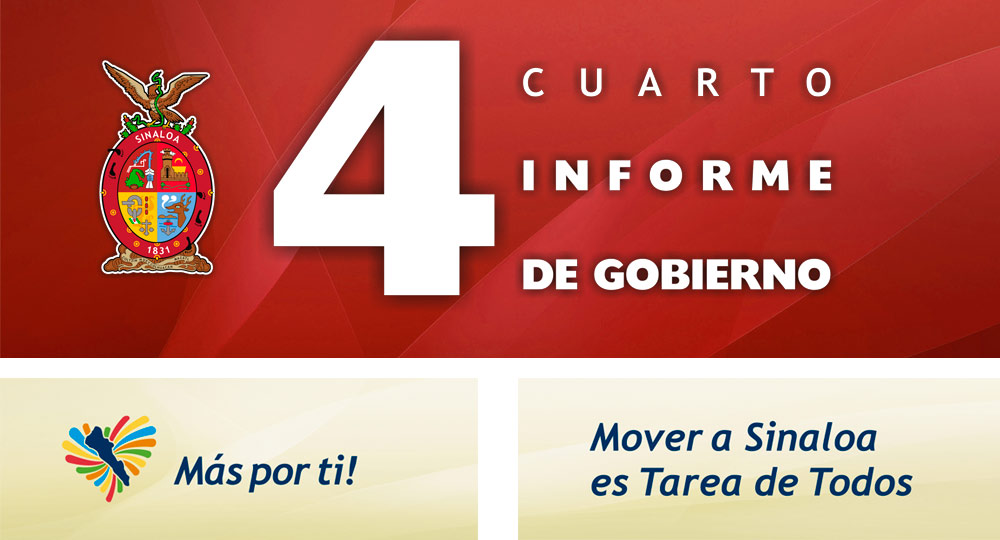 SINALOA
1831
4
CUARTO
INFORME
DE GOBIERNO
Más por ti!
Mover a Sinaloa
es Tarea de Todos